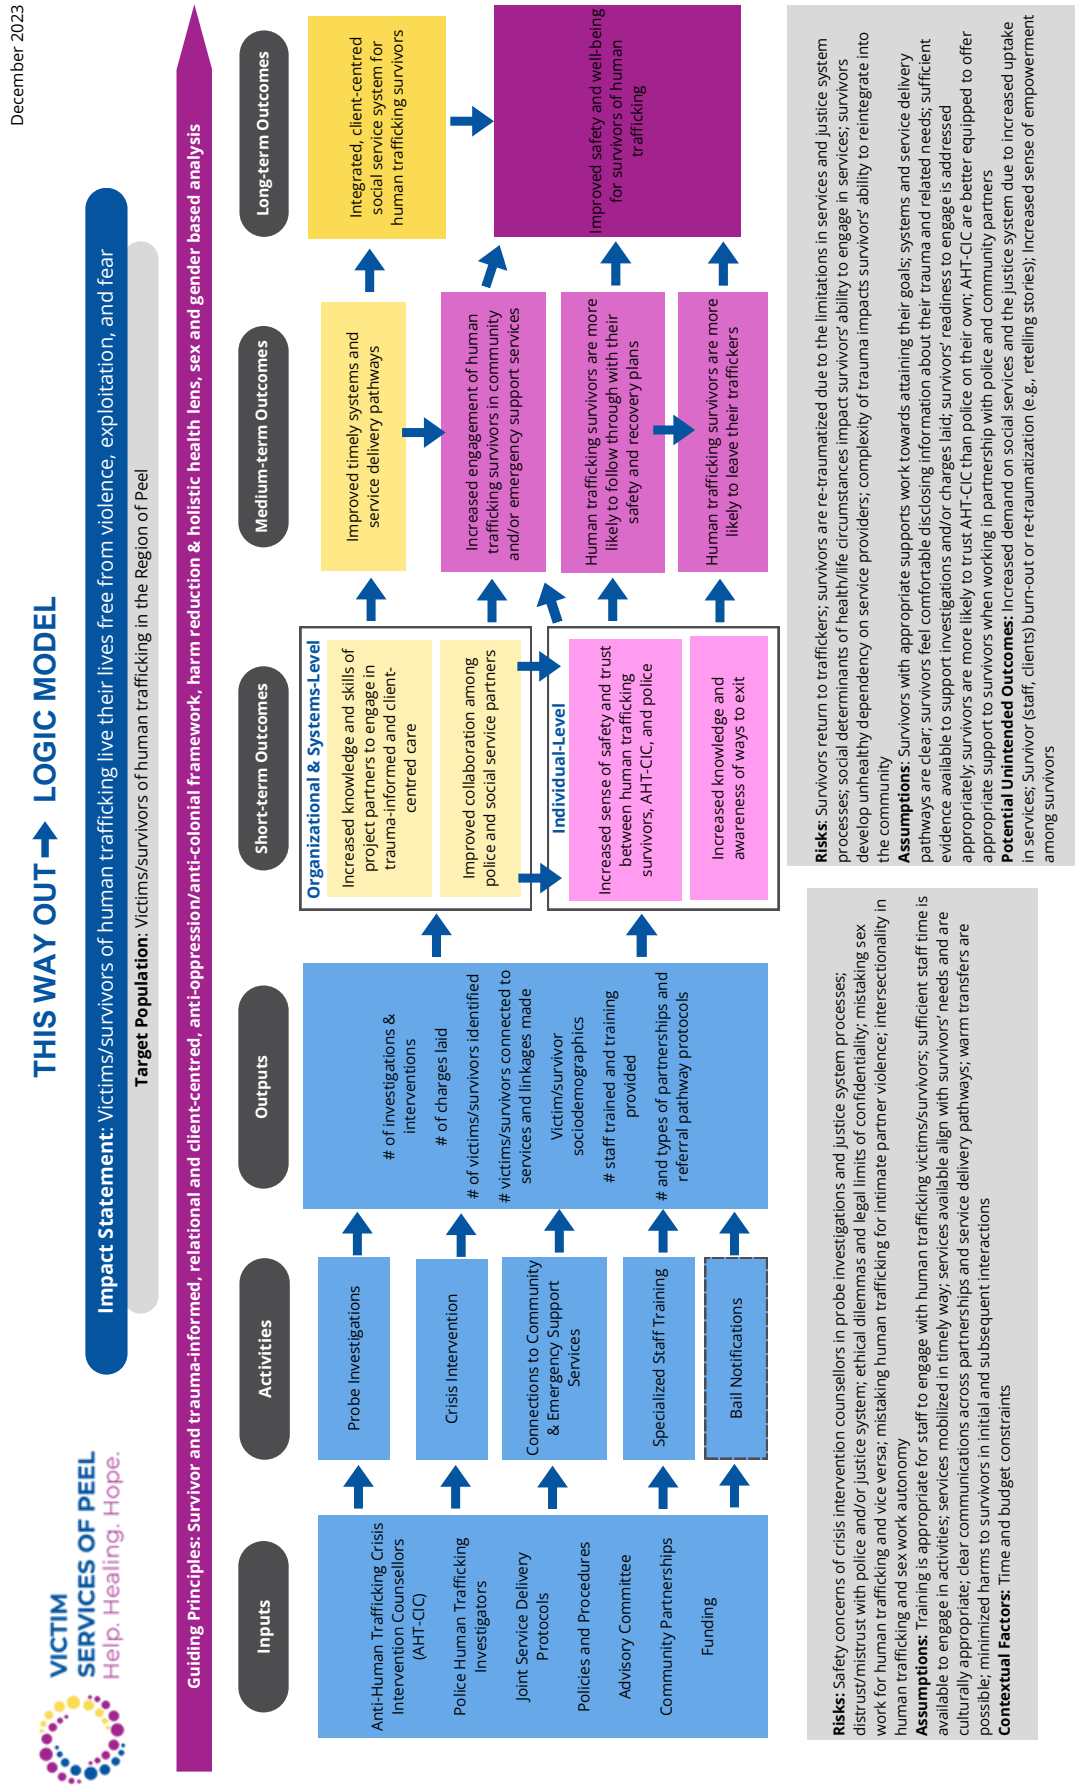 December 2023
VICTIM
SERVICES OF PEEL
Help. Healing. Hope.
THIS WAY OUT LOGIC MODEL
Impact Statement: Victims/survivors of human trafficking live their lives free from violence, exploitation, and fear
Target Population: Victims/survivors of human trafficking in the Region of Peel
Guiding Principles: Survivor and trauma-informed, relational and client-centred, anti-oppression/anti-colonial framework, harm reduction & holistic health lens, sex and gender based analysis
Inputs
Anti-Human Trafficking Crisis
Intervention Counsellors
(AHT-CIC)
Police Human Trafficking
Investigators
Joint Service Delivery
Protocols
Policies and Procedures
Advisory Committee
Community Partnerships
Funding
Activities
Probe Investigations
Crisis Intervention
Connections to Community
& Emergency Support
Services
Specialized Staff Training
Bail Notifications
Outputs
# of investigations &
interventions
# of charges laid
# of victims/survivors identified
# victims/survivors connected to
services and linkages made
Victim/survivor
sociodemographics
# staff trained and training
provided
# and types of partnerships and
referral pathway protocols
Short-term Outcomes
Organizational & Systems-Level
Increased knowledge and skills of
project partners to engage in
trauma-informed and client-
centred care
Improved collaboration among
police and social service partners
Individual-Level
Increased sense of safety and trust
between human trafficking
survivors, AHT-CIC, and police
Increased knowledge and
awareness of ways to exit
Medium-term Outcomes
Improved timely systems and
service delivery pathways
Increased engagement of human
trafficking survivors in community
and/or emergency support services
Human trafficking survivors are more
likely to follow through with their
safety and recovery plans
Human trafficking survivors are more
likely to leave their traffickers
Long-term Outcomes
Integrated, client-centred
social service system for
human trafficking survivors
Improved safety and well-being
for survivors of human
trafficking
Risks: Safety concerns of crisis intervention counsellors in probe investigations and justice system processes;
distrust/mistrust with police and/or justice system; ethical dilemmas and legal limits of confidentiality; mistaking sex
work for human trafficking and vice versa; mistaking human trafficking for intimate partner violence; intersectionality in
human trafficking and sex work autonomy
Assumptions: Training is appropriate for staff to engage with human trafficking victims/survivors; sufficient staff time is
available to engage in activities; services mobilized in timely way; services available align with survivors' needs and are
culturally appropriate; clear communications across partnerships and service delivery pathways; warm transfers are
possible; minimized harms to survivors in initial and subsequent interactions
Contextual Factors: Time and budget constraints
Risks: Survivors return to traffickers; survivors are re-traumatized due to the limitations in services and justice system
processes; social determinants of health/life circumstances impact survivors' ability to engage in services; survivors
develop unhealthy dependency on service providers; complexity of trauma impacts survivors' ability to reintegrate into
the community
Assumptions: Survivors with appropriate supports work towards attaining their goals; systems and service delivery
pathways are clear; survivors feel comfortable disclosing information about their trauma and related needs; sufficient
evidence available to support investigations and/or charges laid; survivors' readiness to engage is addressed
appropriately; survivors are more likely to trust AHT-CIC than police on their own; AHT-CIC are better equipped to offer
appropriate support to survivors when working in partnership with police and community partners
Potential Unintended Outcomes: Increased demand on social services and the justice system due to increased uptake
in services; Survivor (staff, clients) burn-out or re-traumatization (e.g., retelling stories); Increased sense of empowerment
among survivors